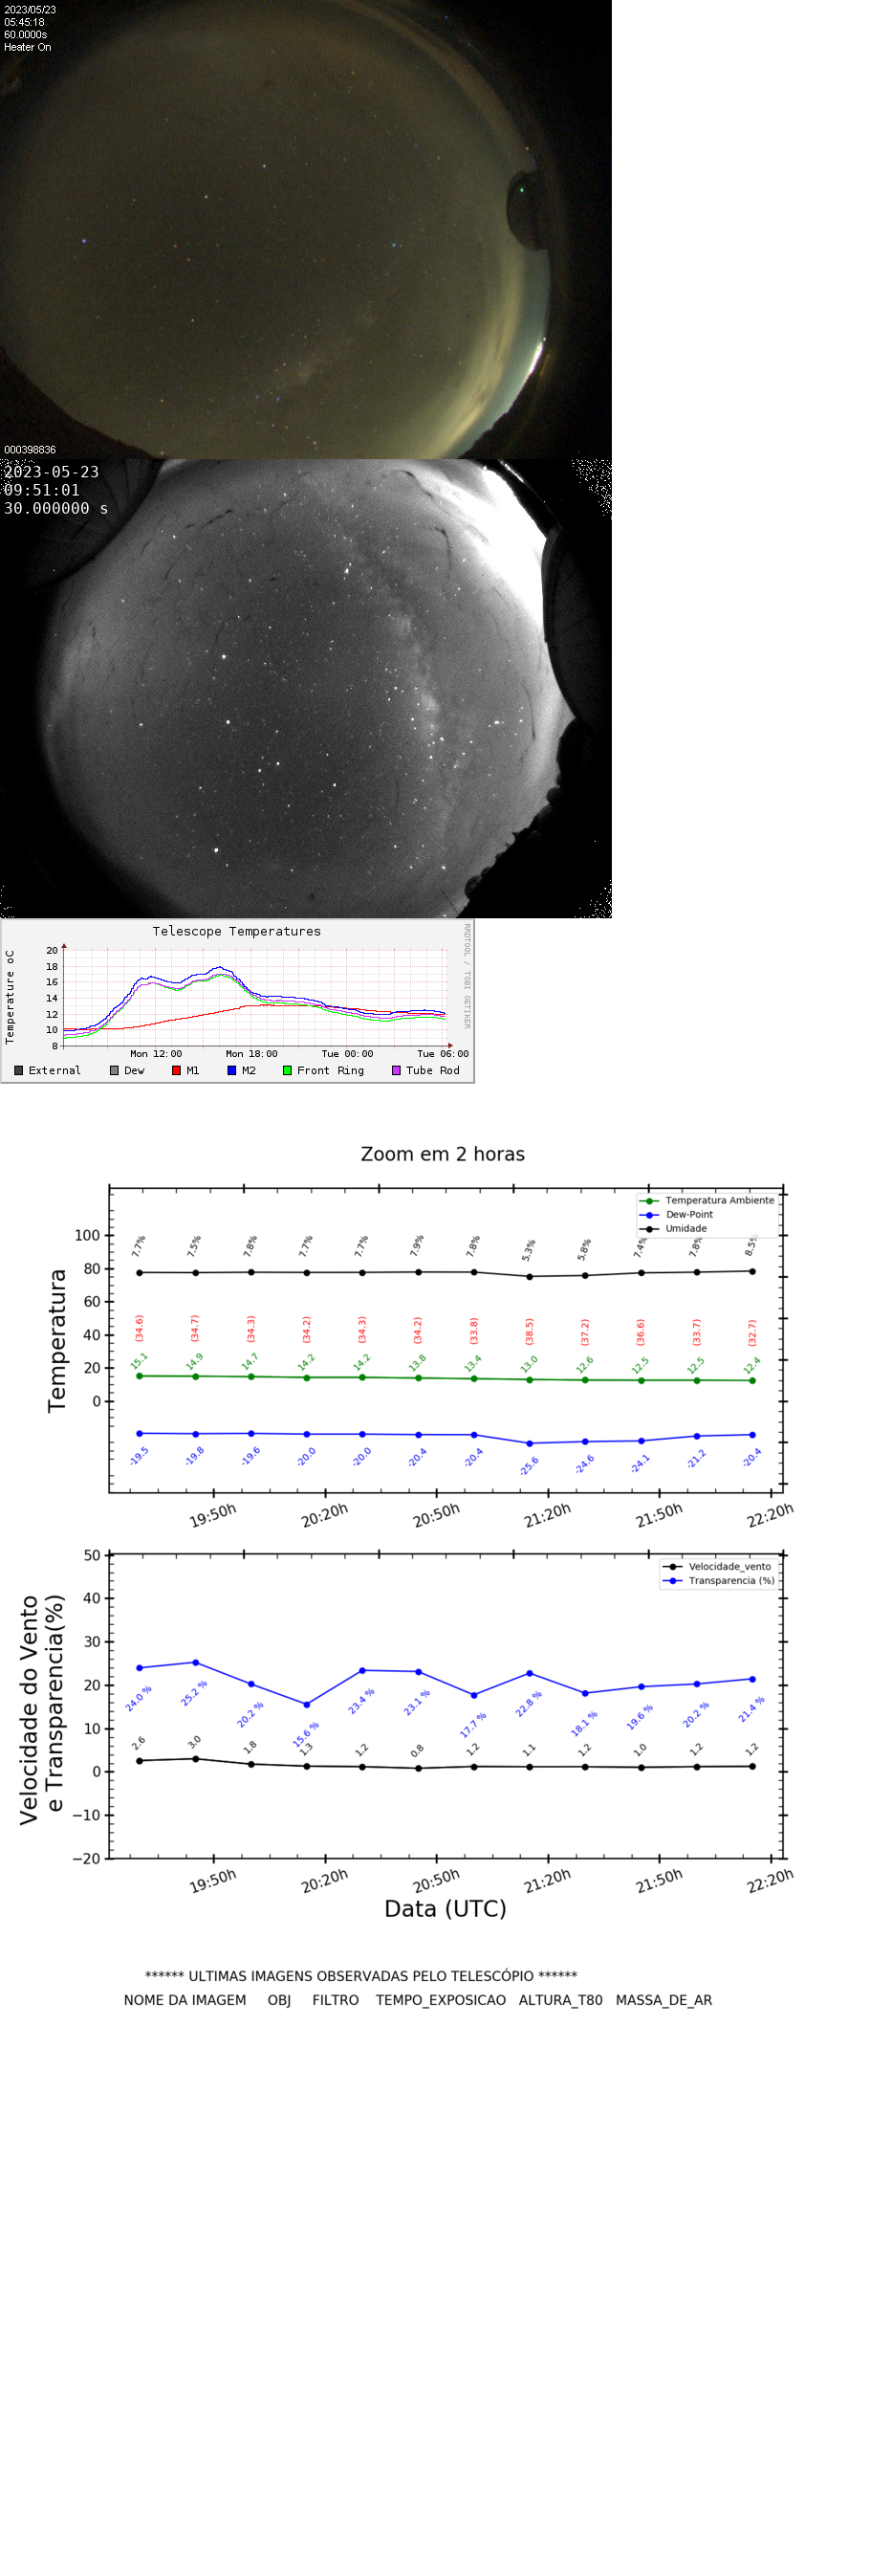 2023/05/23
05:45:18
60.0000s
Heater On
000398836
2023-05-23
09:51:01
30.000000 s
Telescope Temperatures
RRDTOOL / TOBI OETIKER
Temperature oC
20
18
16
14
12
10
8
Mon 12:00 Mon 18:00 Tue 00:00 Tue 06:00
External Dew M1 M2 Front Ring Tube Rod
Zoom em 2 horas
Temperatura Ambiente
Dew-Point
Umidade
Temperatura
100
80
60
40
20
0
7.7% 7.5% 7.8% 7.7% 7.7% 7.9% 7.8% 5.3% 5.8% 7.4% 7.8% 8.5%
(34.6) (34.7) (34.3) (34.2) (34.3) (34.2) (33.8) (38.5) (37.2) (36.6) (33.7) (32.7)
15.1 14.9 14.7 14.2 14.2 13.8 13.4 13.0 12.6 12.5 12.5 12.4
-19.5 -19.8 -19.6 -20.0 -20.0 -20.4 -20.4 -25.6 -24.6 -24.1 -21.2 -20.4
19:50h 20:20h 20:50h 21:20h 21:50h 22:20h
Velocidade_vento
Transparencia (%)
Velocidade do Vento
e Transparencia(%)
50
40
30
20
10
0
−10
−20
24.0 % 25.2 % 20.2 % 15.6 % 23.4 % 23.1 % 17.7 % 22.8 % 18.1 % 19.6 % 20.2 % 21.4 %
2.6 3.0 1.8 1.3 1.2 0.8 1.2 1.1 1.2 1.0 1.2 1.2
19:50h 20:20h 20:50h 21:20h 21:50h 22:20h
Data (UTC)
****** ULTIMAS IMAGENS OBSERVADAS PELO TELESCÓPIO ******
NOME DA IMAGEM OBJ FILTRO TEMPO_EXPOSICAO ALTURA_T80 MASSA_DE_AR